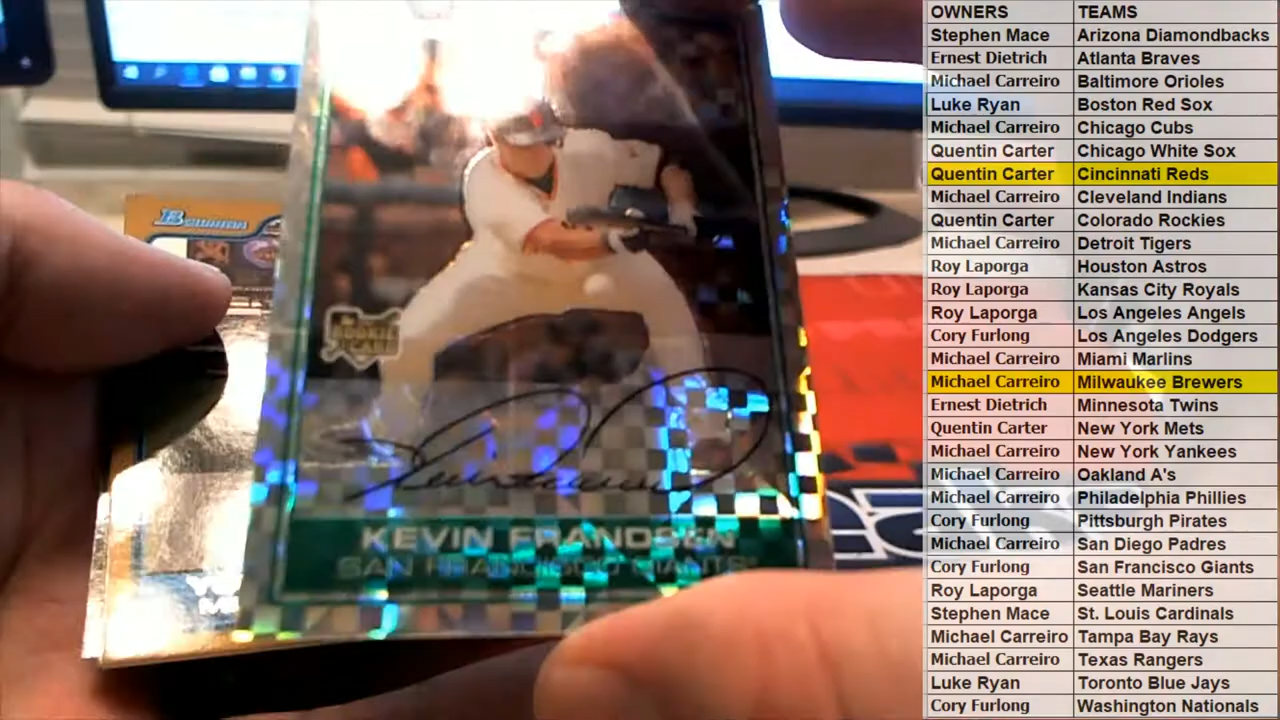 BOWMAN
ROOKIE
CARD
KEVIN FRANDSEN
SAN FRANCISCO GIANTS
OWNERS TEAMS
Stephen Mace Arizona Diamondbacks
Ernest Dietrich Atlanta Braves
Michael Carreiro Baltimore Orioles
Luke Ryan Boston Red Sox
Michael Carreiro Chicago Cubs
Quentin Carter Chicago White Sox
Quentin Carter Cincinnati Reds
Michael Carreiro Cleveland Indians
Quentin Carter Colorado Rockies
Michael Carreiro Detroit Tigers
Roy Laporga Houston Astros
Roy Laporga Kansas City Royals
Roy Laporga Los Angeles Angels
Cory Furlong Los Angeles Dodgers
Michael Carreiro Miami Marlins
Michael Carreiro Milwaukee Brewers
Ernest Dietrich Minnesota Twins
Quentin Carter New York Mets
Michael Carreiro New York Yankees
Michael Carreiro Oakland A's
Michael Carreiro Philadelphia Phillies
Cory Furlong Pittsburgh Pirates
Michael Carreiro San Diego Padres
Cory Furlong San Francisco Giants
Roy Laporga Seattle Mariners
Stephen Mace St. Louis Cardinals
Michael Carreiro Tampa Bay Rays
Michael Carreiro Texas Rangers
Luke Ryan Toronto Blue Jays
Cory Furlong Washington Nationals